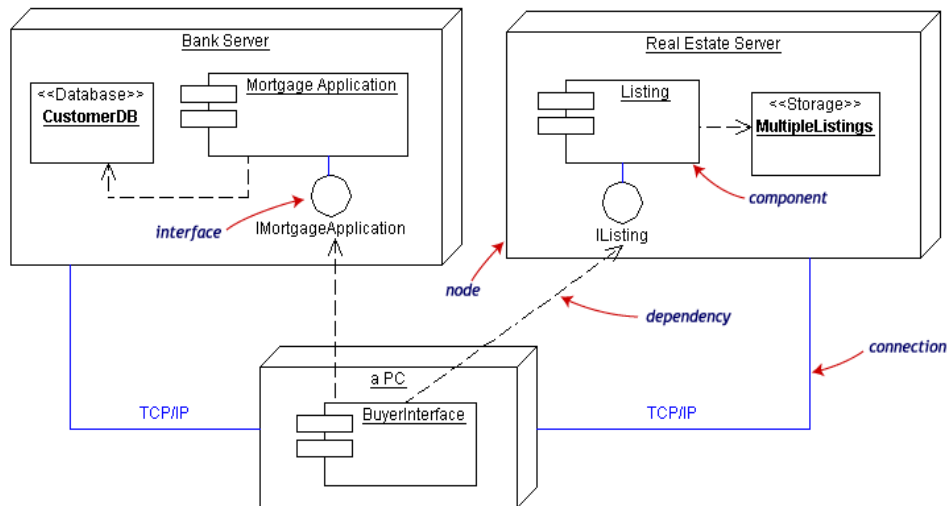 Bank Server
<<Database>>
CustomerDB
Mortgage Application
interface
IMortgageApplication
Real Estate Server
Listing
<<Storage>>
MultipleListings
component
IListing
node
dependency
connection
a PC
BuyerInterface
TCP/IP
TCP/IP